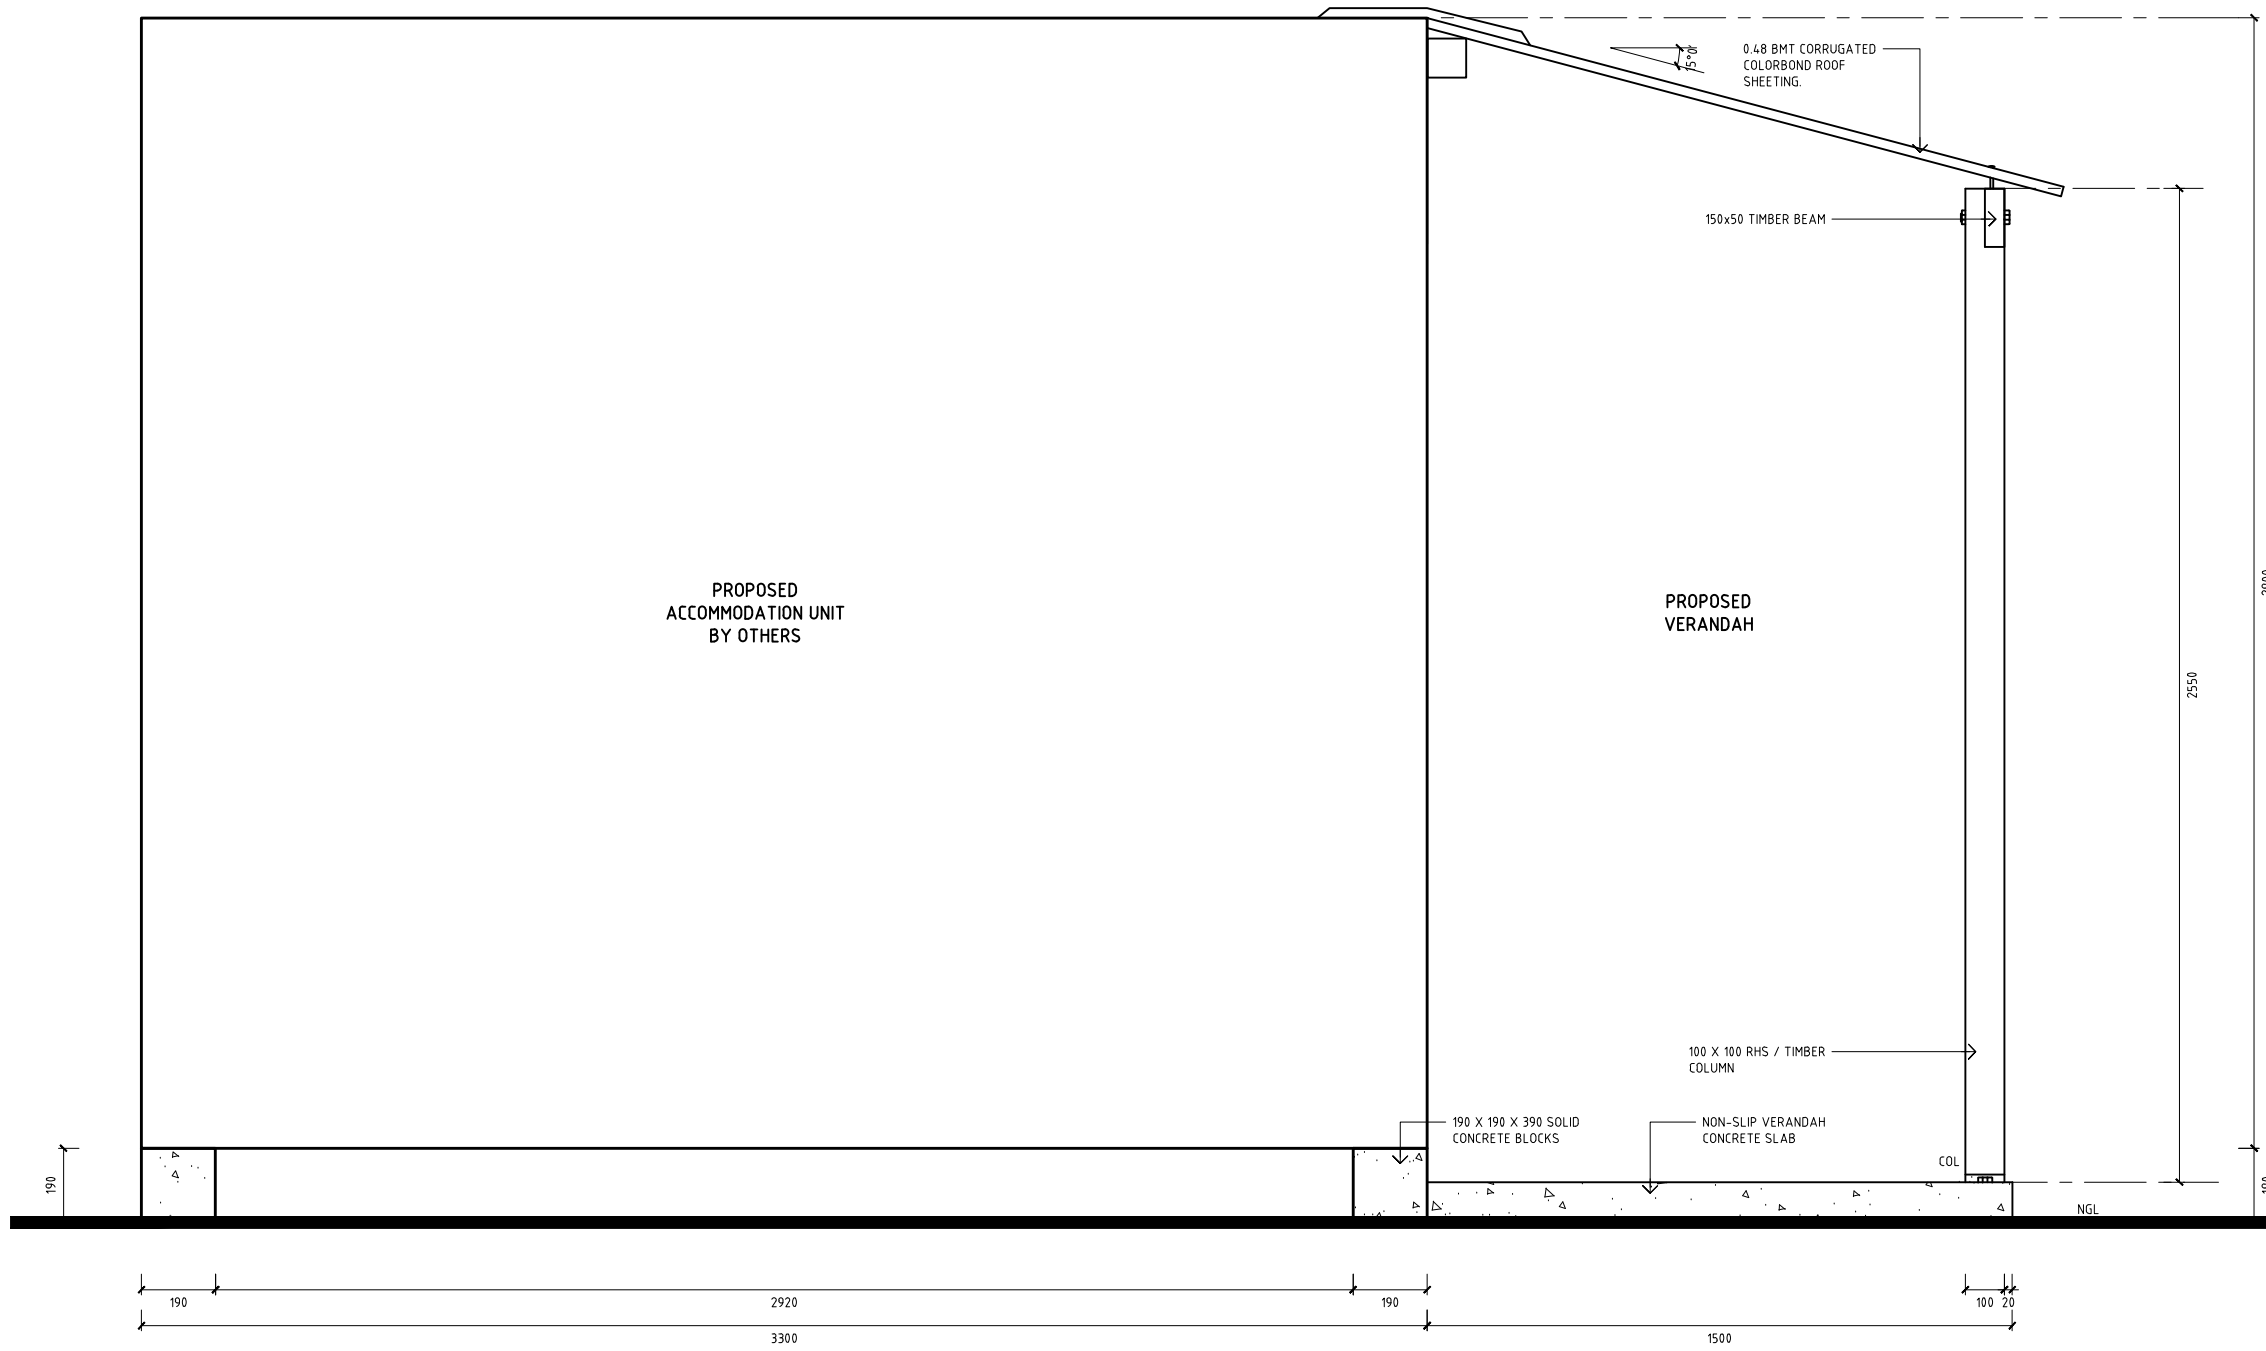 15°0'
0.48 BMT CORRUGATED
COLORBOND ROOF
SHEETING.
150x50 TIMBER BEAM
PROPOSED
ACCOMMODATION UNIT
BY OTHERS
PROPOSED
VERANDAH
2550
100 X 100 RHS / TIMBER
COLUMN
190 X 190 X 390 SOLID
CONCRETE BLOCKS
NON-SLIP VERANDAH
CONCRETE SLAB
COL
190
NGL
190
2920
190
100
20
3300
1500